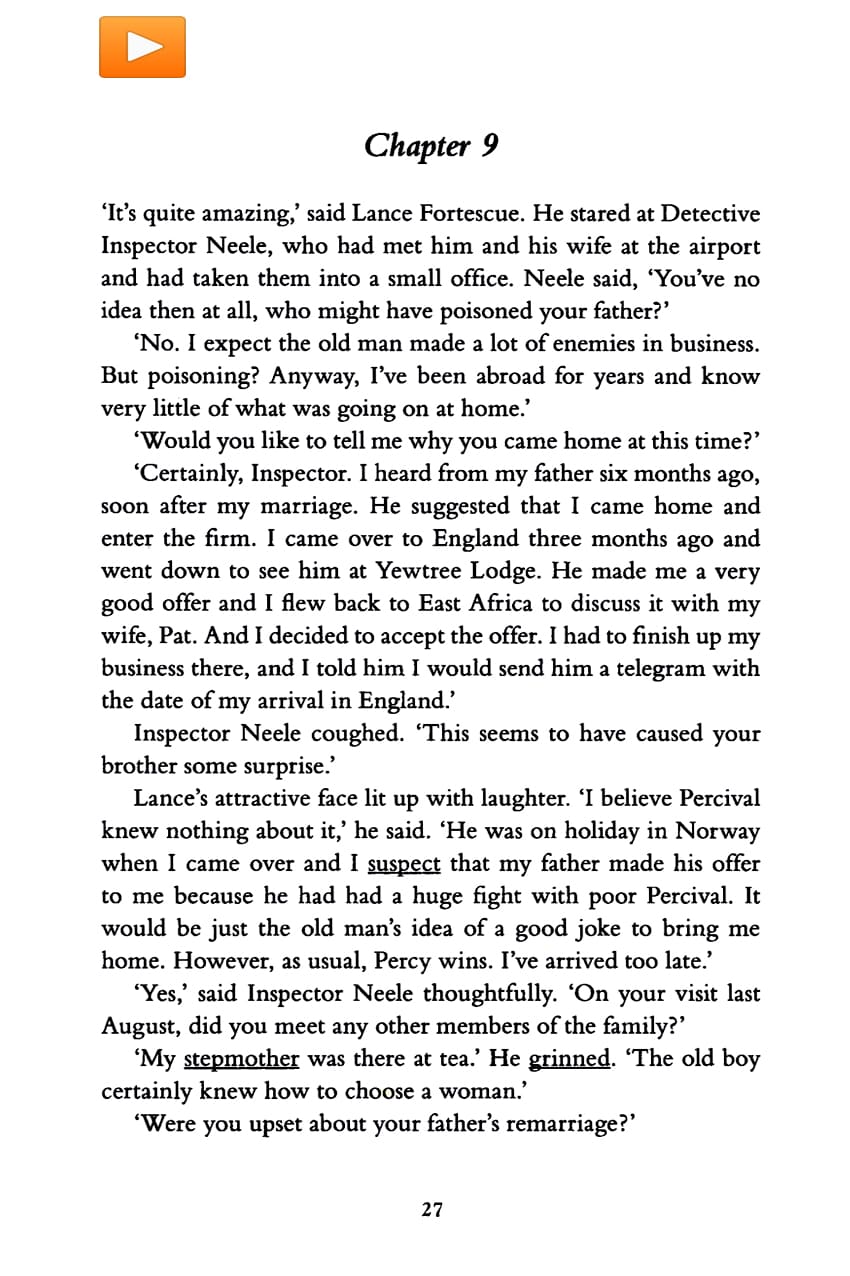 Chapter 9
‘It’s quite amazing,’ said Lance Fortescue. He stared at Detective
Inspector Neele, who had met him and his wife at the airport
and had taken them into a small office. Neele said, ‘You’ve no
idea then at all, who might have poisoned your father?’
‘No. I expect the old man made a lot of enemies in business.
But poisoning? Anyway, I’ve been abroad for years and know
very little of what was going on at home.’
‘Would you like to tell me why you came home at this time?’
‘Certainly, Inspector. I heard from my father six months ago,
soon after my marriage. He suggested that I came home and
enter the firm. I came over to England three months ago and
went down to see him at Yewtree Lodge. He made me a very
good offer and I flew back to East Africa to discuss it with my
wife, Pat. And I decided to accept the offer. I had to finish up my
business there, and I told him I would send him a telegram with
the date of my arrival in England.’
Inspector Neele coughed. ‘This seems to have caused your
brother some surprise.’
Lance’s attractive face lit up with laughter. ‘I believe Percival
knew nothing about it,’ he said. ‘He was on holiday in Norway
when I came over and I suspect that my father made his offer
to me because he had had a huge fight with poor Percival. It
would be just the old man’s idea of a good joke to bring me
home. However, as usual, Percy wins. I’ve arrived too late.’
‘Yes,’ said Inspector Neele thoughtfully. ‘On your visit last
August, did you meet any other members of the family?’
‘My stepmother was there at tea.’ He grinned. ‘The old boy
certainly knew how to choose a woman.’
‘Were you upset about your father’s remarriage?’
27